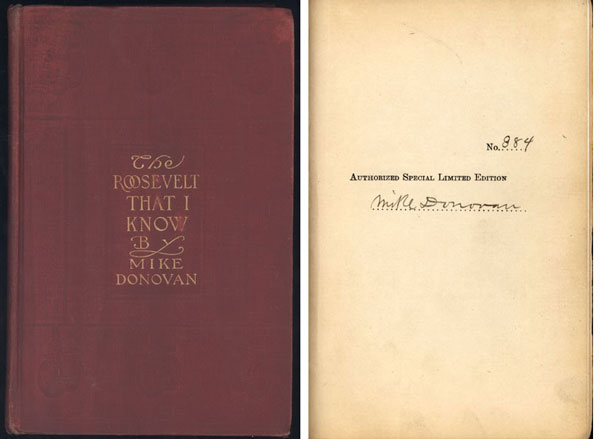 The
ROOSEVELT
THAT I
KNOW
By
MIKE
DONOVAN
No. 384
AUTHORIZED SPECIAL LIMITED EDITION
Mike Donovan